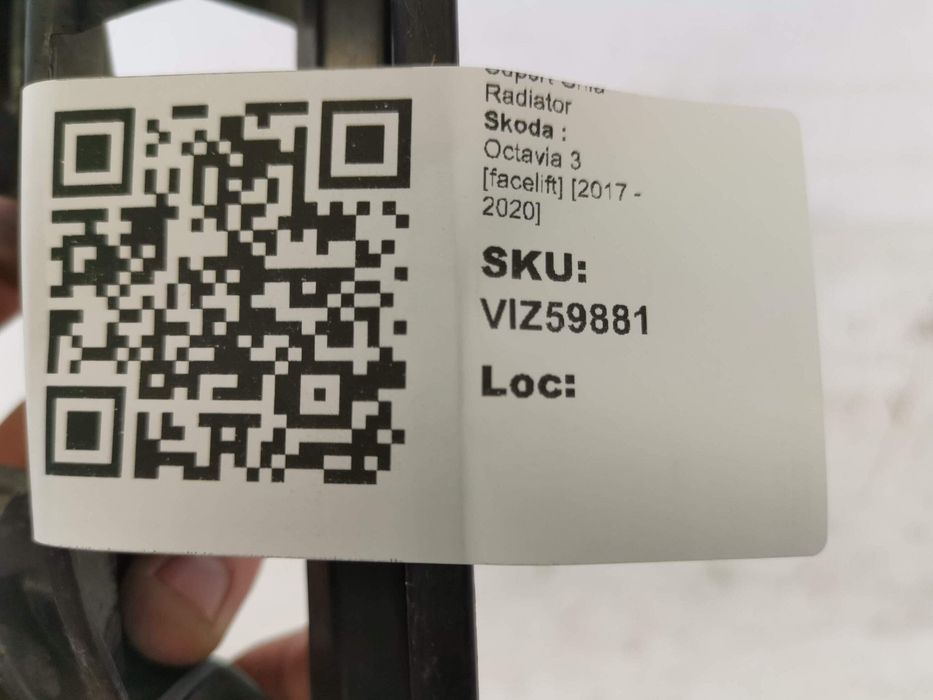 Radiator
Skoda :
Octavia 3
[facelift] [2017 -
2020]
SKU:
VIZ59881
Loc: